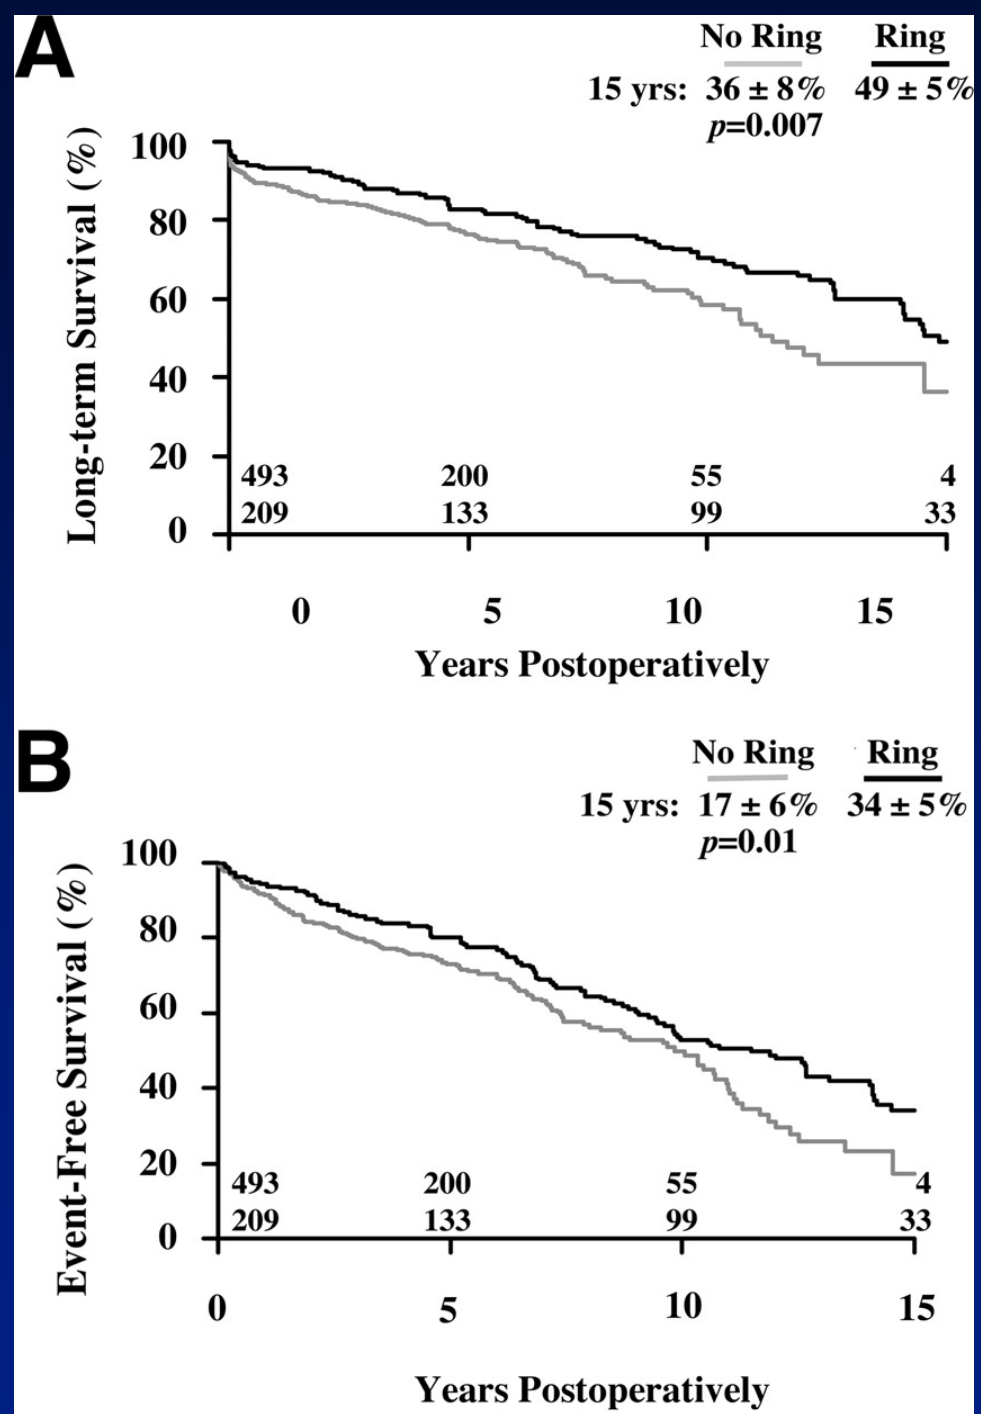 A
No Ring Ring
15 yrs: 36 ± 8% 49 ± 5%
p=0.007
Long-term Survival (%)
100
80
60
40
20
0
493 200 55 4
209 133 99 33
0 5 10 15
Years Postoperatively
B
No Ring Ring
15 yrs: 17 ± 6% 34 ± 5%
p=0.01
Event-Free Survival (%)
100
80
60
40
20
0
493 200 55 4
209 133 99 33
0 5 10 15
Years Postoperatively